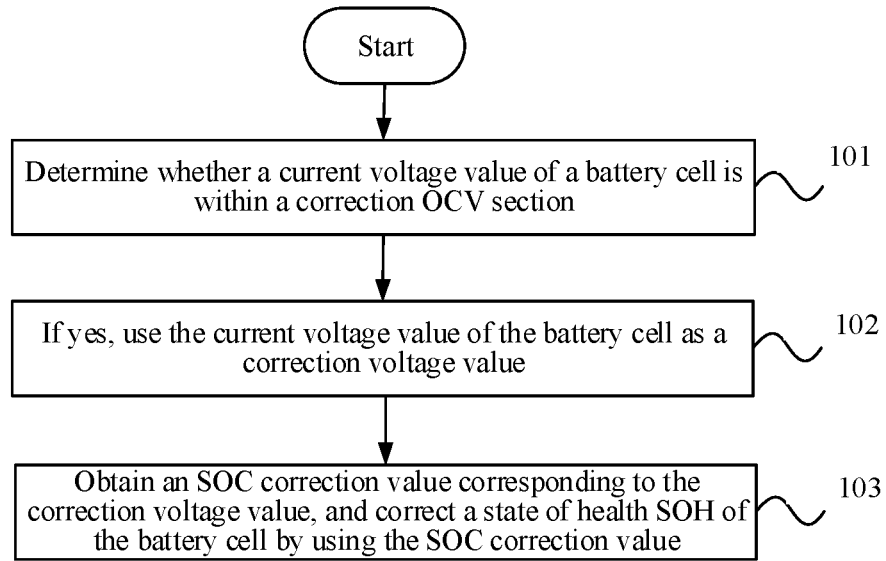 Start
Determine whether a current voltage value of a battery cell is
within a correction OCV section
101
If yes, use the current voltage value of the battery cell as a
correction voltage value
102
Obtain an SOC correction value corresponding to the
correction voltage value, and correct a state of health SOH of
the battery cell by using the SOC correction value
103